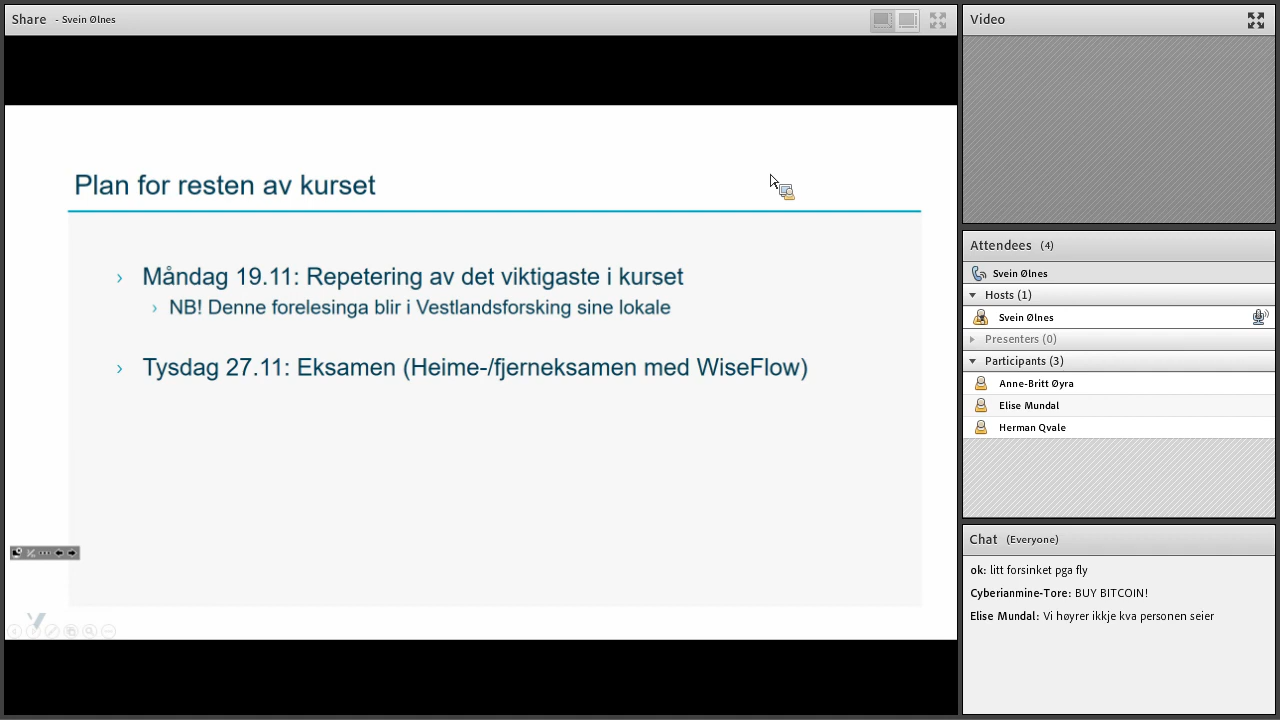 Share - Svein Ølnes
Plan for resten av kurset
› Måndag 19.11: Repetering av det viktigaste i kurset
› NB! Denne forelesinga blir i Vestlandsforsking sine lokale
› Tysdag 27.11: Eksamen (Heime-/fjerneksamen med WiseFlow)
Video
Attendees (4)
Svein Ølnes
Hosts (1)
Svein Ølnes
Presenters (0)
Participants (3)
Anne-Britt Øyra
Elise Mundal
Herman Qvale
Chat (Everyone)
ok: litt forsinket pga fly
Cyberianmine-Tore: BUY BITCOIN!
Elise Mundal: Vi høyrer ikkje kva personen seier